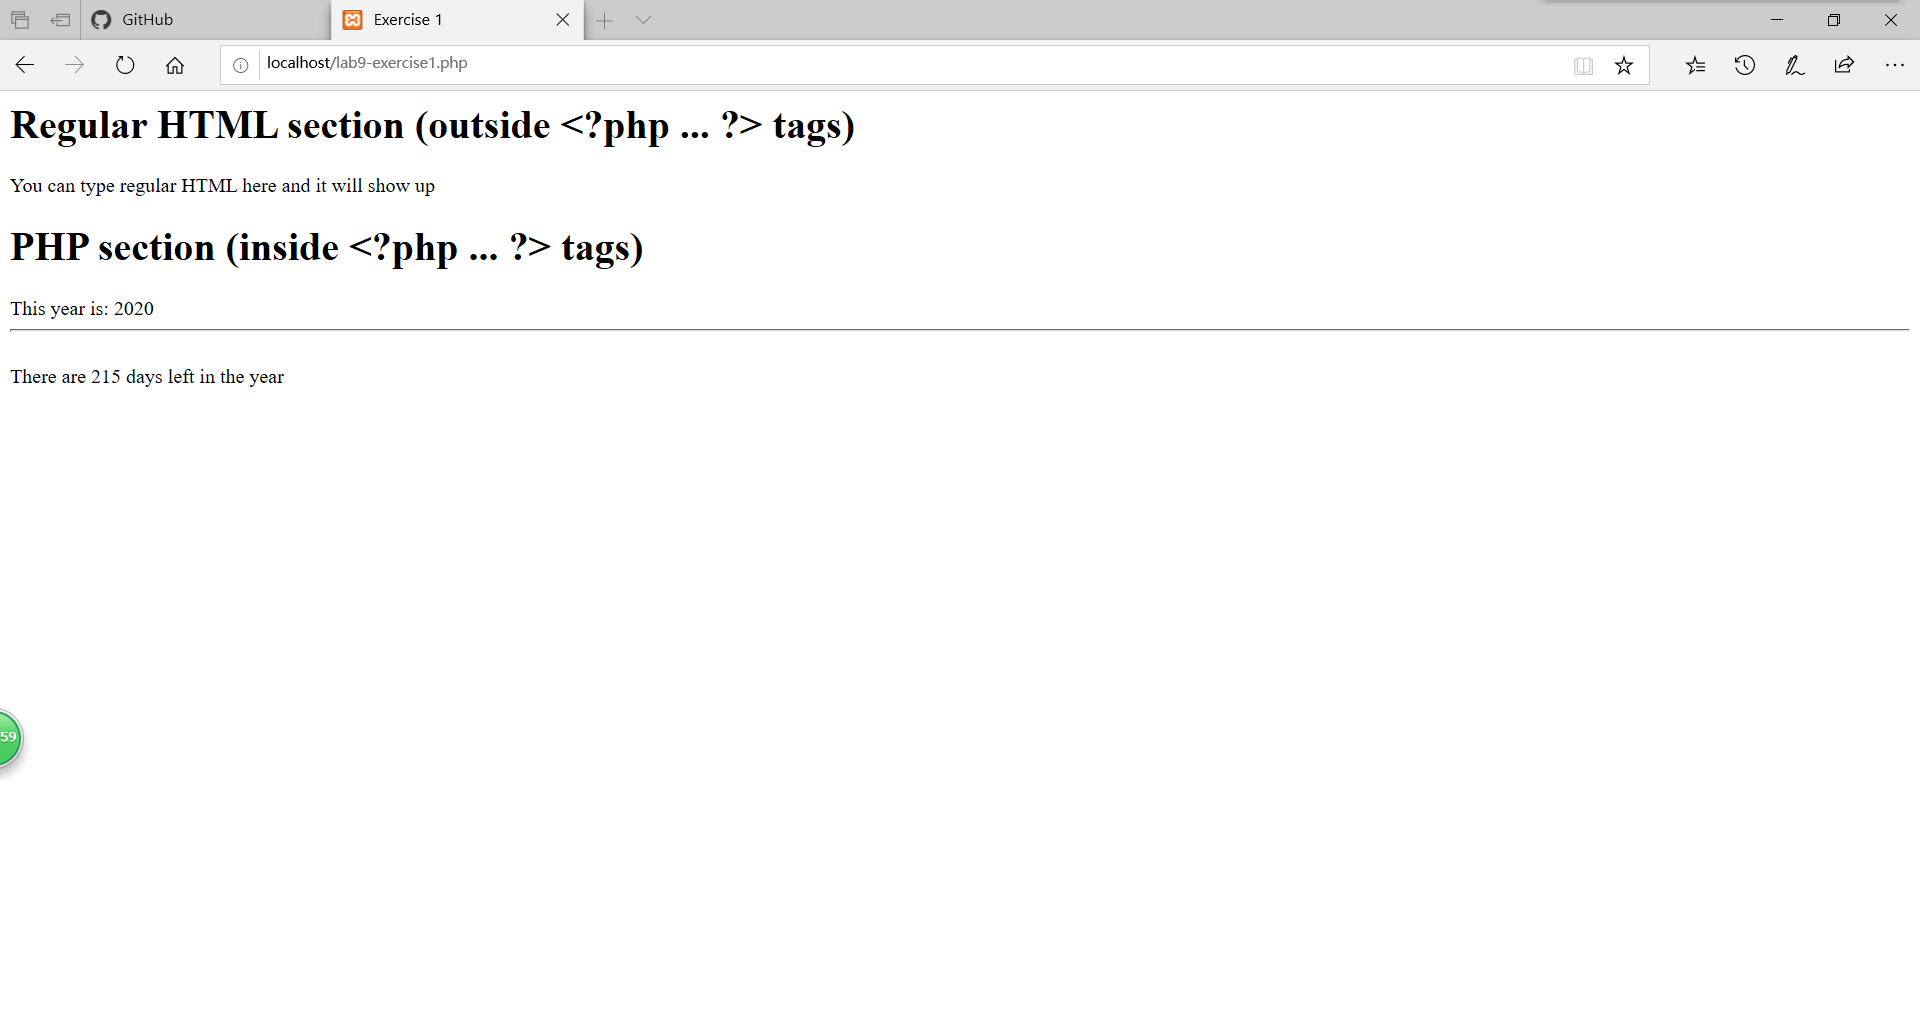 GitHub
Exercise 1
localhost/lab9-exercise1.php
Regular HTML section (outside <?php ... ?> tags)
You can type regular HTML here and it will show up
PHP section (inside <?php ... ?> tags)
This year is: 2020
There are 215 days left in the year
59